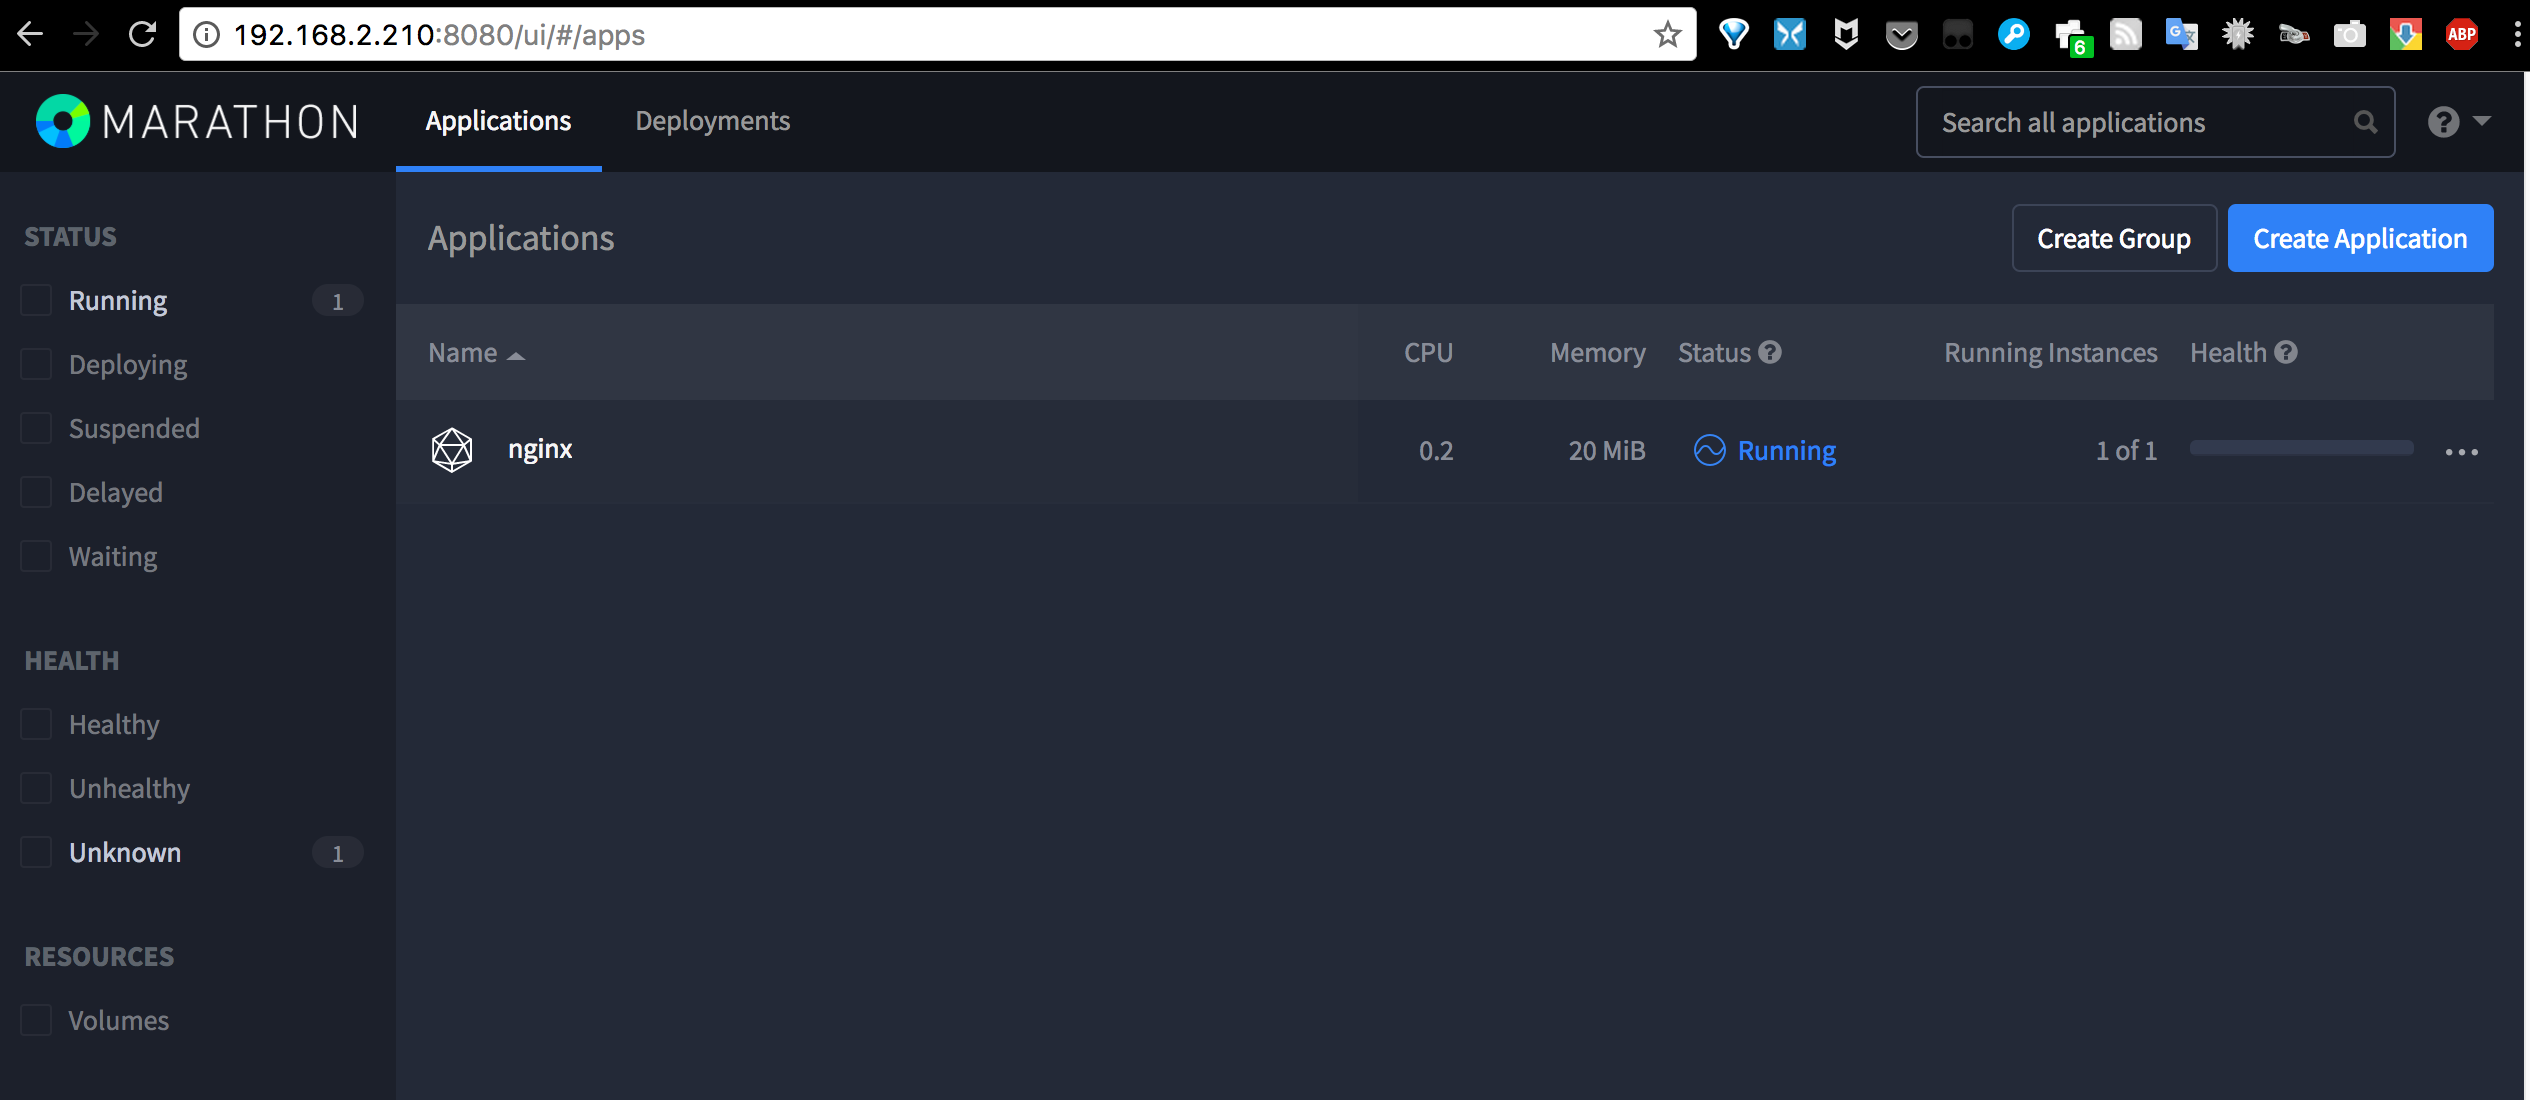 192.168.2.210:8080/ui/#/apps
6
ABP
MARATHON
Applications
Deployments
Search all applications
STATUS
Running 1
Deploying
Suspended
Delayed
Waiting
HEALTH
Healthy
Unhealthy
Unknown 1
RESOURCES
Volumes
Applications
Create Group
Create Application
Name CPU Memory Status Running Instances Health
nginx 0.2 20 MiB Running 1 of 1